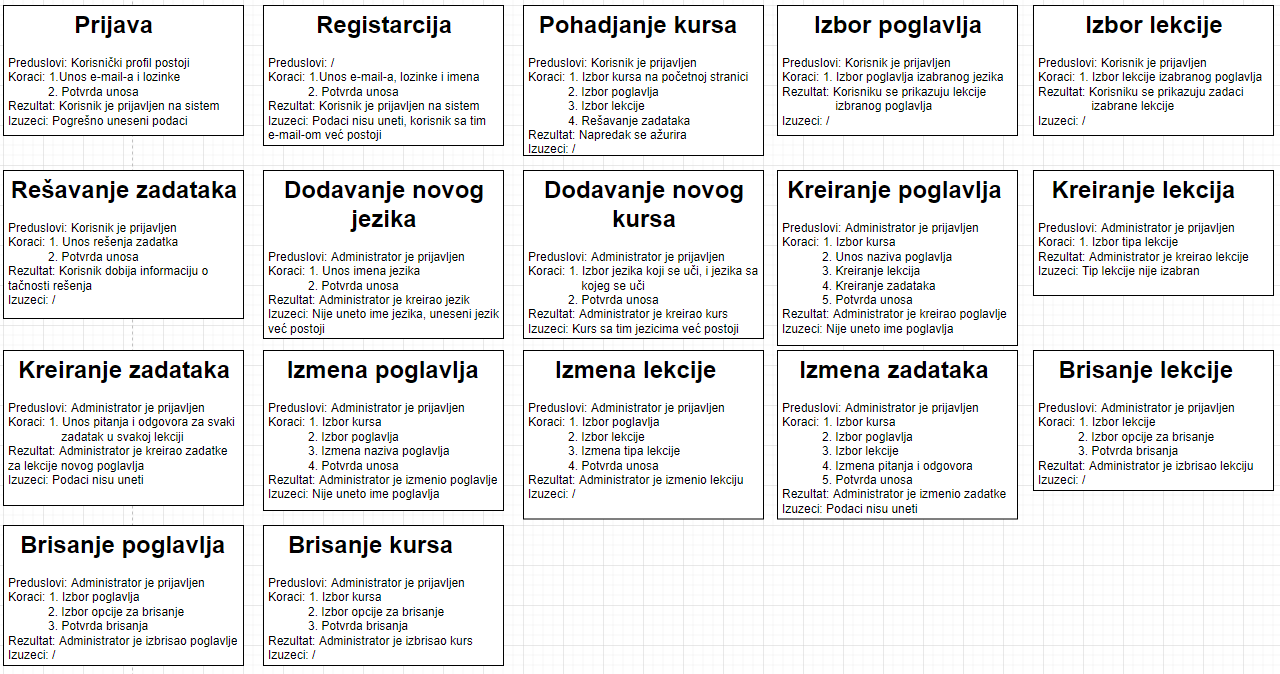 Prijava
Preduslovi: Korisnički profil postoji
Koraci: 1.Unos e-mail-a i lozinke
2. Potvrda unosa
Rezultat: Korisnik je prijavljen na sistem
Izuzeci: Pogrešno uneseni podaci
Registarcija
Preduslovi: /
Koraci: 1.Unos e-mail-a, lozinke i imena
2. Potvrda unosa
Rezultat: Korisnik je prijavljen na sistem
Izuzeci: Podaci nisu uneti, korisnik sa tim
e-mail-om već postoji
Pohadjanje kursa
Preduslovi: Korisnik je prijavljen
Koraci: 1. Izbor kursa na početnoj stranici
2. Izbor poglavlja
3. Izbor lekcije
4. Rešavanje zadataka
Rezultat: Napredak se ažurira
Izuzeci: /
Izbor poglavlja
Preduslovi: Korisnik je prijavljen
Koraci: 1. Izbor poglavlja izabranog jezika
Rezultat: Korisniku se prikazuju lekcije
izbranog poglavlja
Izuzeci: /
Izbor lekcije
Preduslovi: Korisnik je prijavljen
Koraci: 1. Izbor lekcije izabranog poglavlja
Rezultat: Korisniku se prikazuju zadaci
izabrane lekcije
Izuzeci: /
Rešavanje zadataka
Preduslovi: Korisnik je prijavljen
Koraci: 1. Unos rešenja zadatka
2. Potvrda unosa
Rezultat: Korisnik dobija informaciju o
tačnosti rešenja
Izuzeci: /
Dodavanje novog
jezika
Preduslovi: Administrator je prijavljen
Koraci: 1. Unos imena jezika
2. Potvrda unosa
Rezultat: Administrator je kreirao jezik
Izuzeci: Nije uneto ime jezika, uneseni jezik
već postoji
Dodavanje novog
kursa
Preduslovi: Administrator je prijavljen
Koraci: 1. Izbor jezika koji se uči, i jezika sa
kojeg se uči
2. Potvrda unosa
Rezultat: Administrator je kreirao kurs
Izuzeci: Kurs sa tim jezicima već postoji
Kreiranje poglavlja
Preduslovi: Administrator je prijavljen
Koraci: 1. Izbor kursa
2. Unos naziva poglavlja
3. Kreiranje lekcija
4. Kreiranje zadataka
5. Potvrda unosa
Rezultat: Administrator je kreirao poglavlje
Izuzeci: Nije uneto ime poglavlja
Kreiranje lekcija
Preduslovi: Administrator je prijavljen
Koraci: 1. Izbor tipa lekcije
Rezultat: Administrator je kreirao lekcije
Izuzeci: Tip lekcije nije izabran
Kreiranje zadataka
Preduslovi: Administrator je prijavljen
Koraci: 1. Unos pitanja i odgovora za svaki
zadatak u svakoj lekciji
Rezultat: Administrator je kreirao zadatke
za lekcije novog poglavlja
Izuzeci: Podaci nisu uneti
Izmena poglavlja
Preduslovi: Administrator je prijavljen
Koraci: 1. Izbor kursa
2. Izbor poglavlja
3. Izmena naziva poglavlja
4. Potvrda unosa
Rezultat: Administrator je izmenio poglavlje
Izuzeci: Nije uneto ime poglavlja
Izmena lekcije
Preduslovi: Administrator je prijavljen
Koraci: 1. Izbor poglavlja
2. Izbor lekcije
3. Izmena tipa lekcije
4. Potvrda unosa
Rezultat: Administrator je izmenio lekciju
Izuzeci: /
Izmena zadataka
Preduslovi: Administrator je prijavljen
Koraci: 1. Izbor kursa
2. Izbor poglavlja
3. Izbor lekcije
4. Izmena pitanja i odgovora
5. Potvrda unosa
Rezultat: Administrator je izmenio zadatke
Izuzeci: Podaci nisu uneti
Brisanje lekcije
Preduslovi: Administrator je prijavljen
Koraci: 1. Izbor lekcije
2. Izbor opcije za brisanje
3. Potvrda brisanja
Rezultat: Administrator je izbrisao lekciju
Izuzeci: /
Brisanje poglavlja
Preduslovi: Administrator je prijavljen
Koraci: 1. Izbor poglavlja
2. Izbor opcije za brisanje
3. Potvrda brisanja
Rezultat: Administrator je izbrisao poglavlje
Izuzeci: /
Brisanje kursa
Preduslovi: Administrator je prijavljen
Koraci: 1. Izbor kursa
2. Izbor opcije za brisanje
3. Potvrda brisanja
Rezultat: Administrator je izbrisao kurs
Izuzeci: /